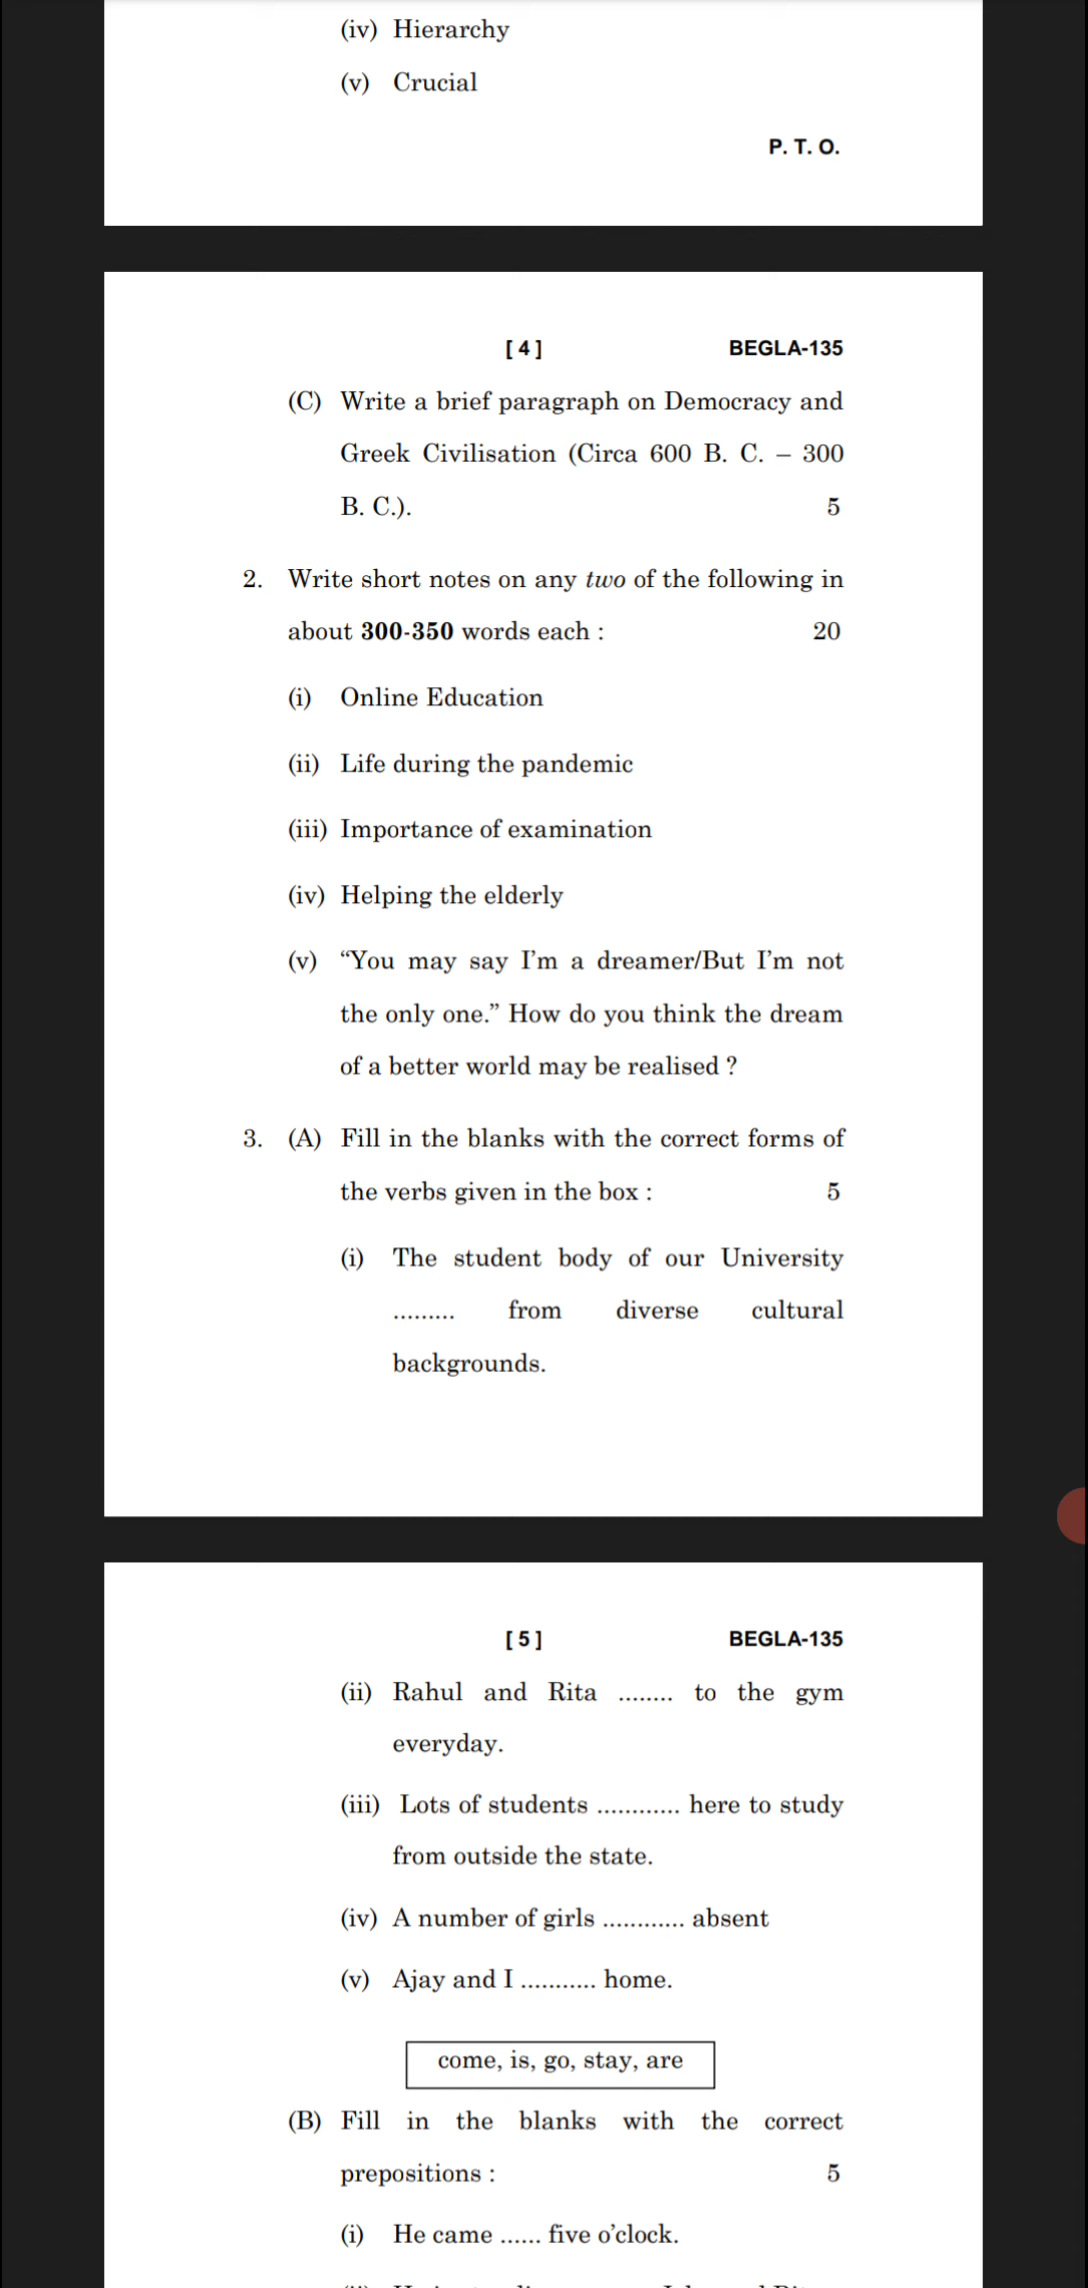 (iv) Hierarchy
(v) Crucial
P. T. O.
[ 4 ] BEGLA-135
(C) Write a brief paragraph on Democracy and
Greek Civilisation (Circa 600 B. C. – 300
B. C.). 5
2. Write short notes on any two of the following in
about 300-350 words each : 20
(i) Online Education
(ii) Life during the pandemic
(iii) Importance of examination
(iv) Helping the elderly
(v) “You may say I’m a dreamer/But I’m not
the only one.” How do you think the dream
of a better world may be realised ?
3. (A) Fill in the blanks with the correct forms of
the verbs given in the box : 5
(i) The student body of our University
......... from diverse cultural
backgrounds.
[ 5 ] BEGLA-135
(ii) Rahul and Rita ........ to the gym
everyday.
(iii) Lots of students ............ here to study
from outside the state.
(iv) A number of girls ............ absent
(v) Ajay and I ........... home.
come, is, go, stay, are
(B) Fill in the blanks with the correct
prepositions : 5
(i) He came ...... five o’clock.